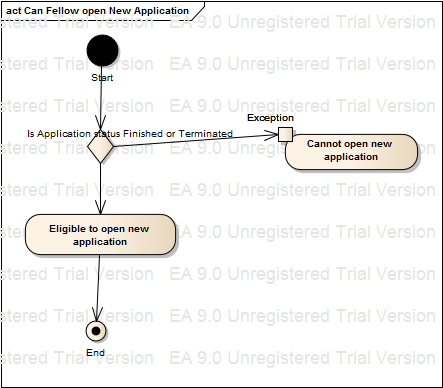 act Can Fellow open New Application
EA 9.0 Unregistered Trial Version
Start
Exception
Is Application status Finished or Terminated
Cannot open new
application
Eligible to open new
application
End